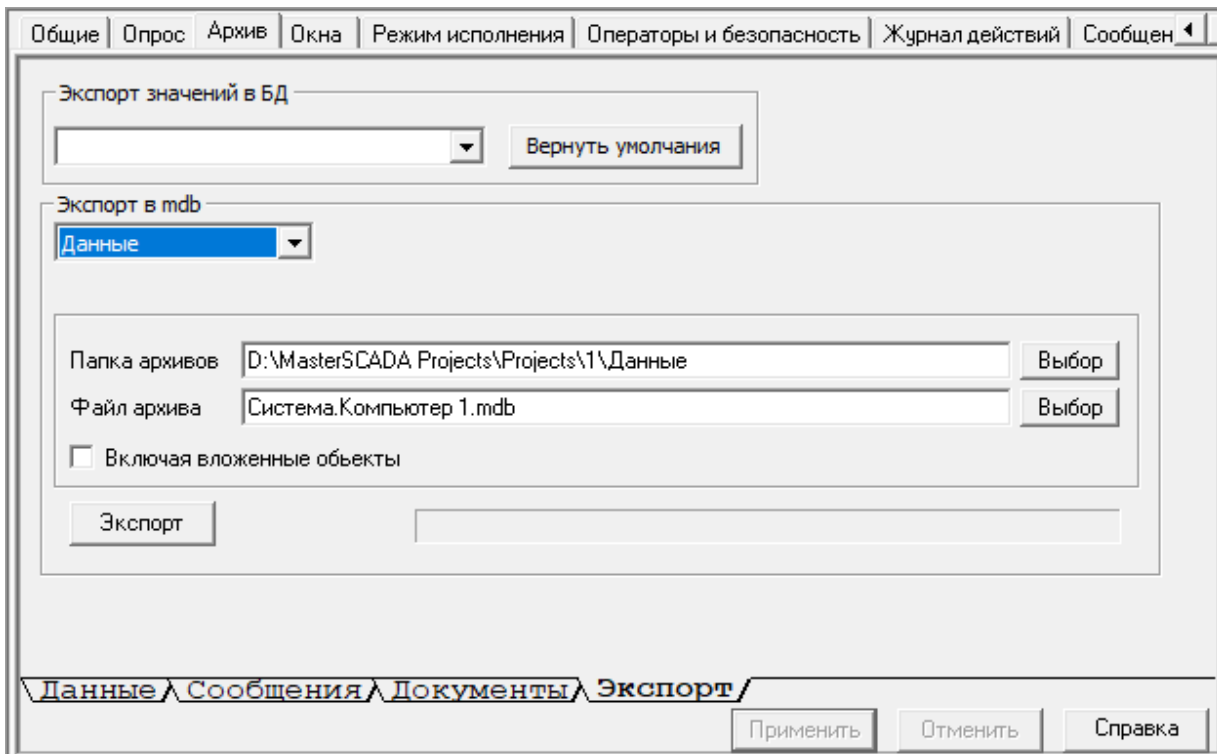 Общие Опрос Архив Окна Режим исполнения Операторы и безопасность Журнал действий Сообщен
Экспорт значений в БД
Вернуть умолчания
Экспорт в mdb
Данные
Папка архивов D:\MasterSCADA Projects\Projects\1\Данные Выбор
Файл архива Система.Компьютер 1.mdb Выбор
Включая вложенные обьекты
Экспорт
Данные Сообщения Документы Экспорт
Применить Отменить Справка